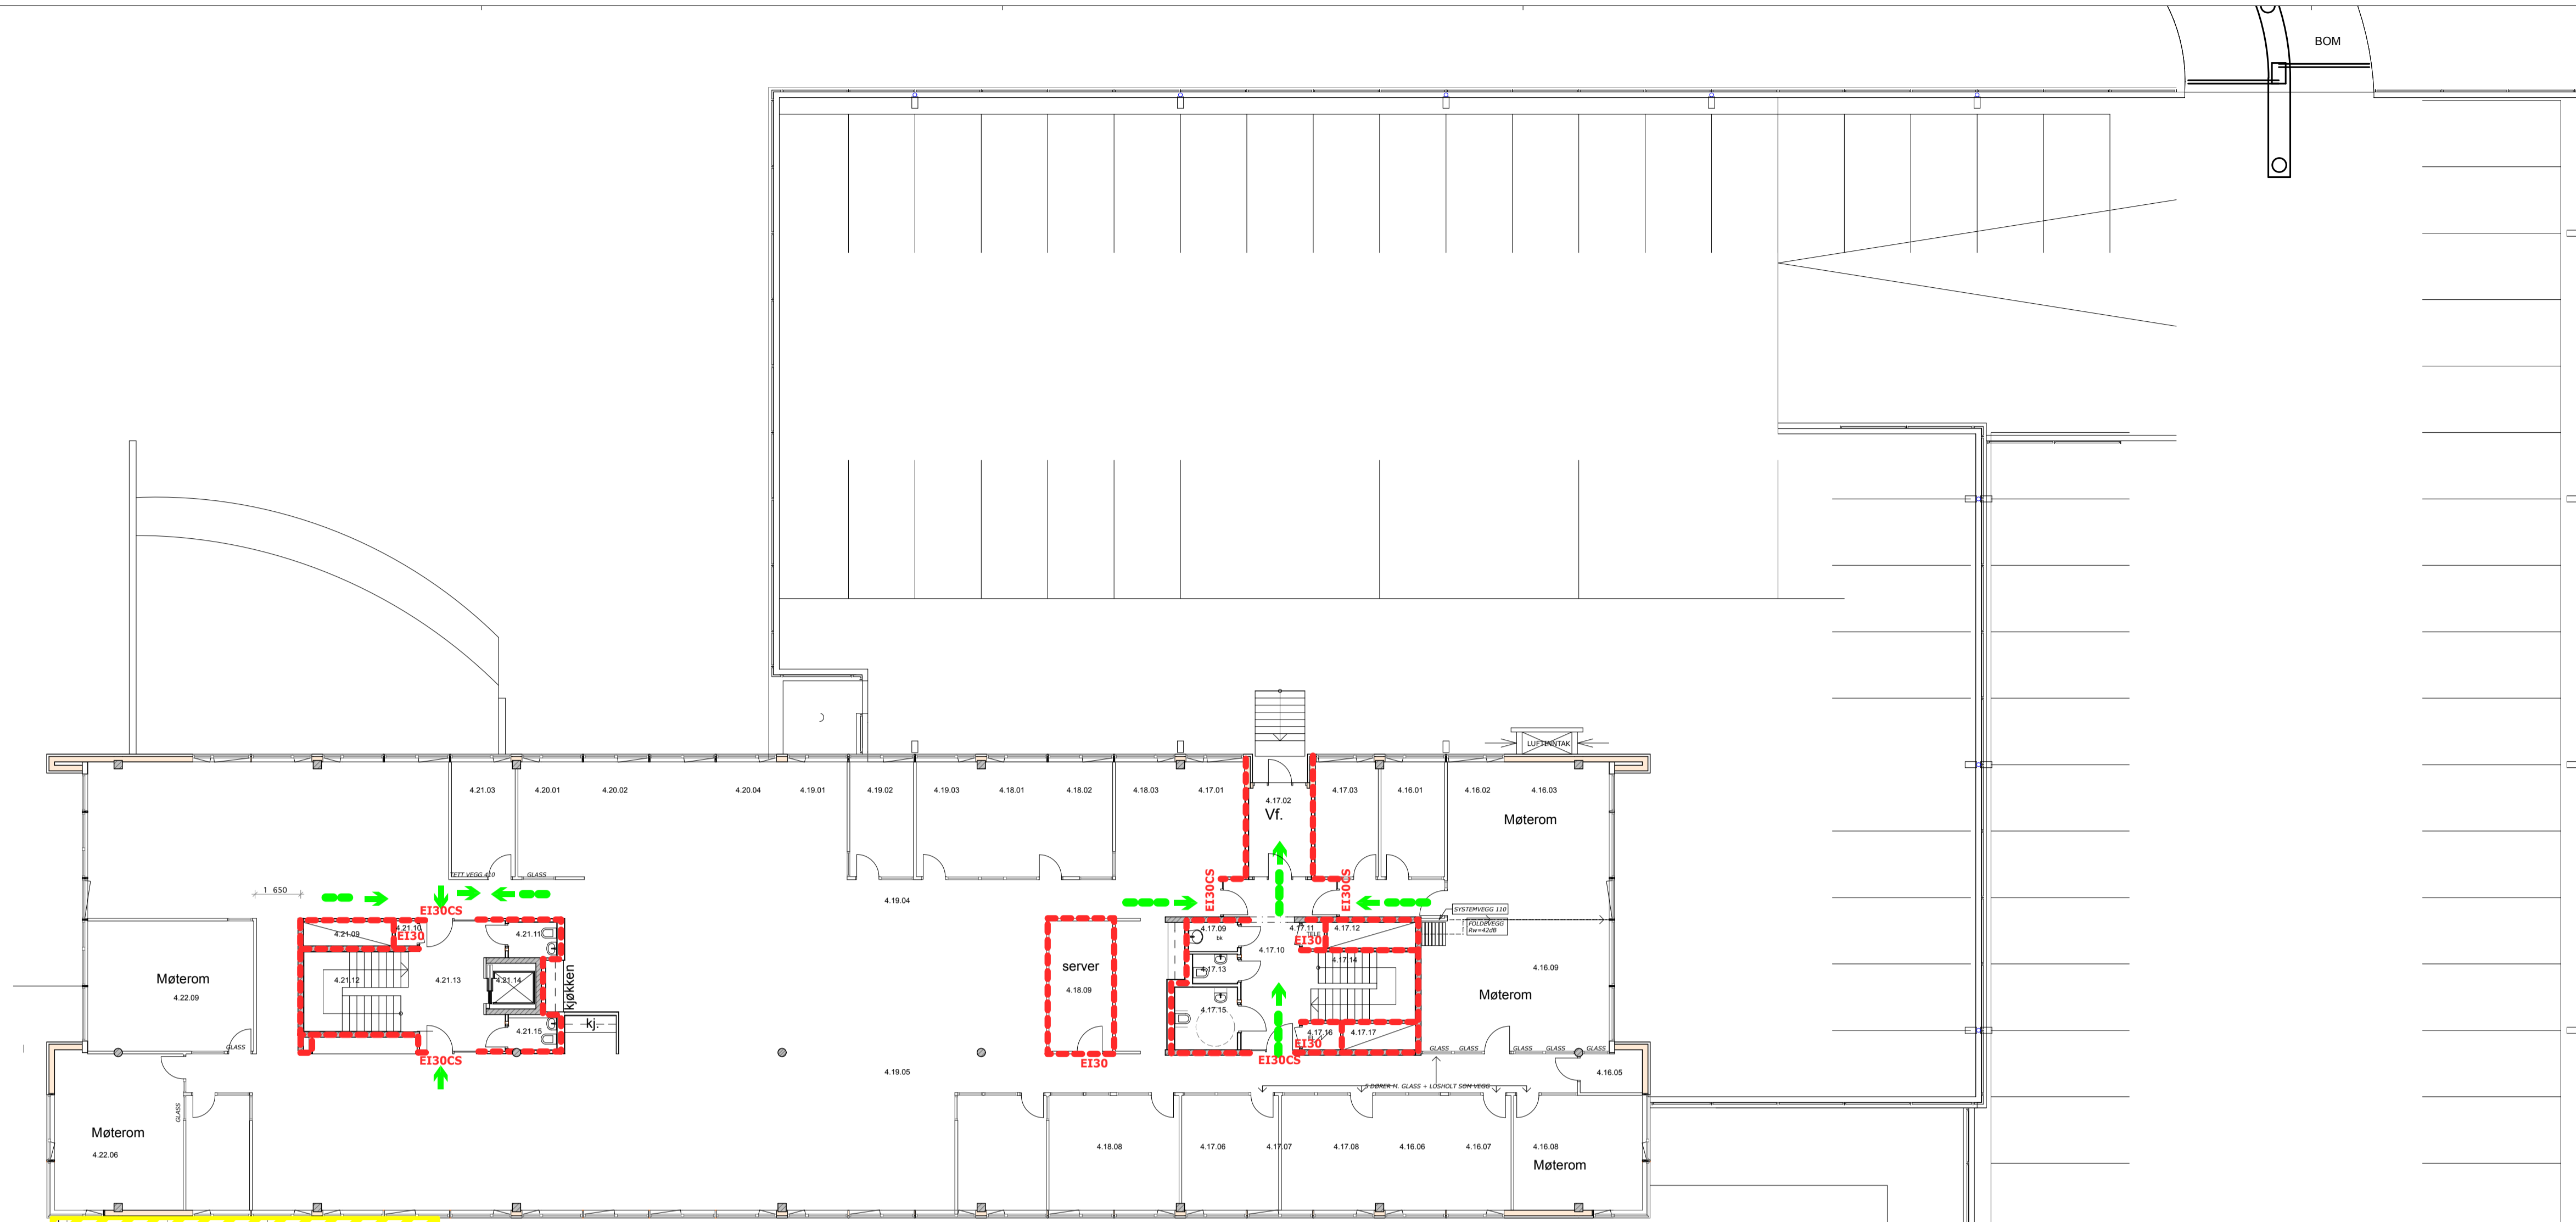 BOM
LUFTINNTAK
4.21.03
4.20.01
4.20.02
4.20.04
4.19.01
4.19.02
4.19.03
4.18.01
4.18.02
4.18.03
4.17.01
4.17.02
Vf.
4.17.03
4.16.01
4.16.02
4.16.03
Møterom
TETT VEGG 410
GLASS
1 650
EI30CS
EI30CS
EI30CS
4.19.04
SYSTEMVEGG 110
FOLDEVEGG
Rw=42dB
4.21.09
4.21.10
EI30
4.21.11
4.17.09
bk
4.17.10
4.17.11
TELE
EI30
4.17.12
Møterom
4.22.09
4.21.12
4.21.13
4.21.14
kjøkken
server
4.18.09
4.17.13
4.17.14
4.16.09
Møterom
4.21.15
kj.
4.17.15
4.17.16
EI30
4.17.17
GLASS
GLASS
GLASS
GLASS
GLASS
GLASS
EI30CS
EI30
EI30CS
4.19.05
4.16.05
5 DØRER M. GLASS + LOSHOLT SOM VEGG
GLASS
Møterom
4.22.06
4.18.08
4.17.06
4.17.07
4.17.08
4.16.06
4.16.07
4.16.08
Møterom